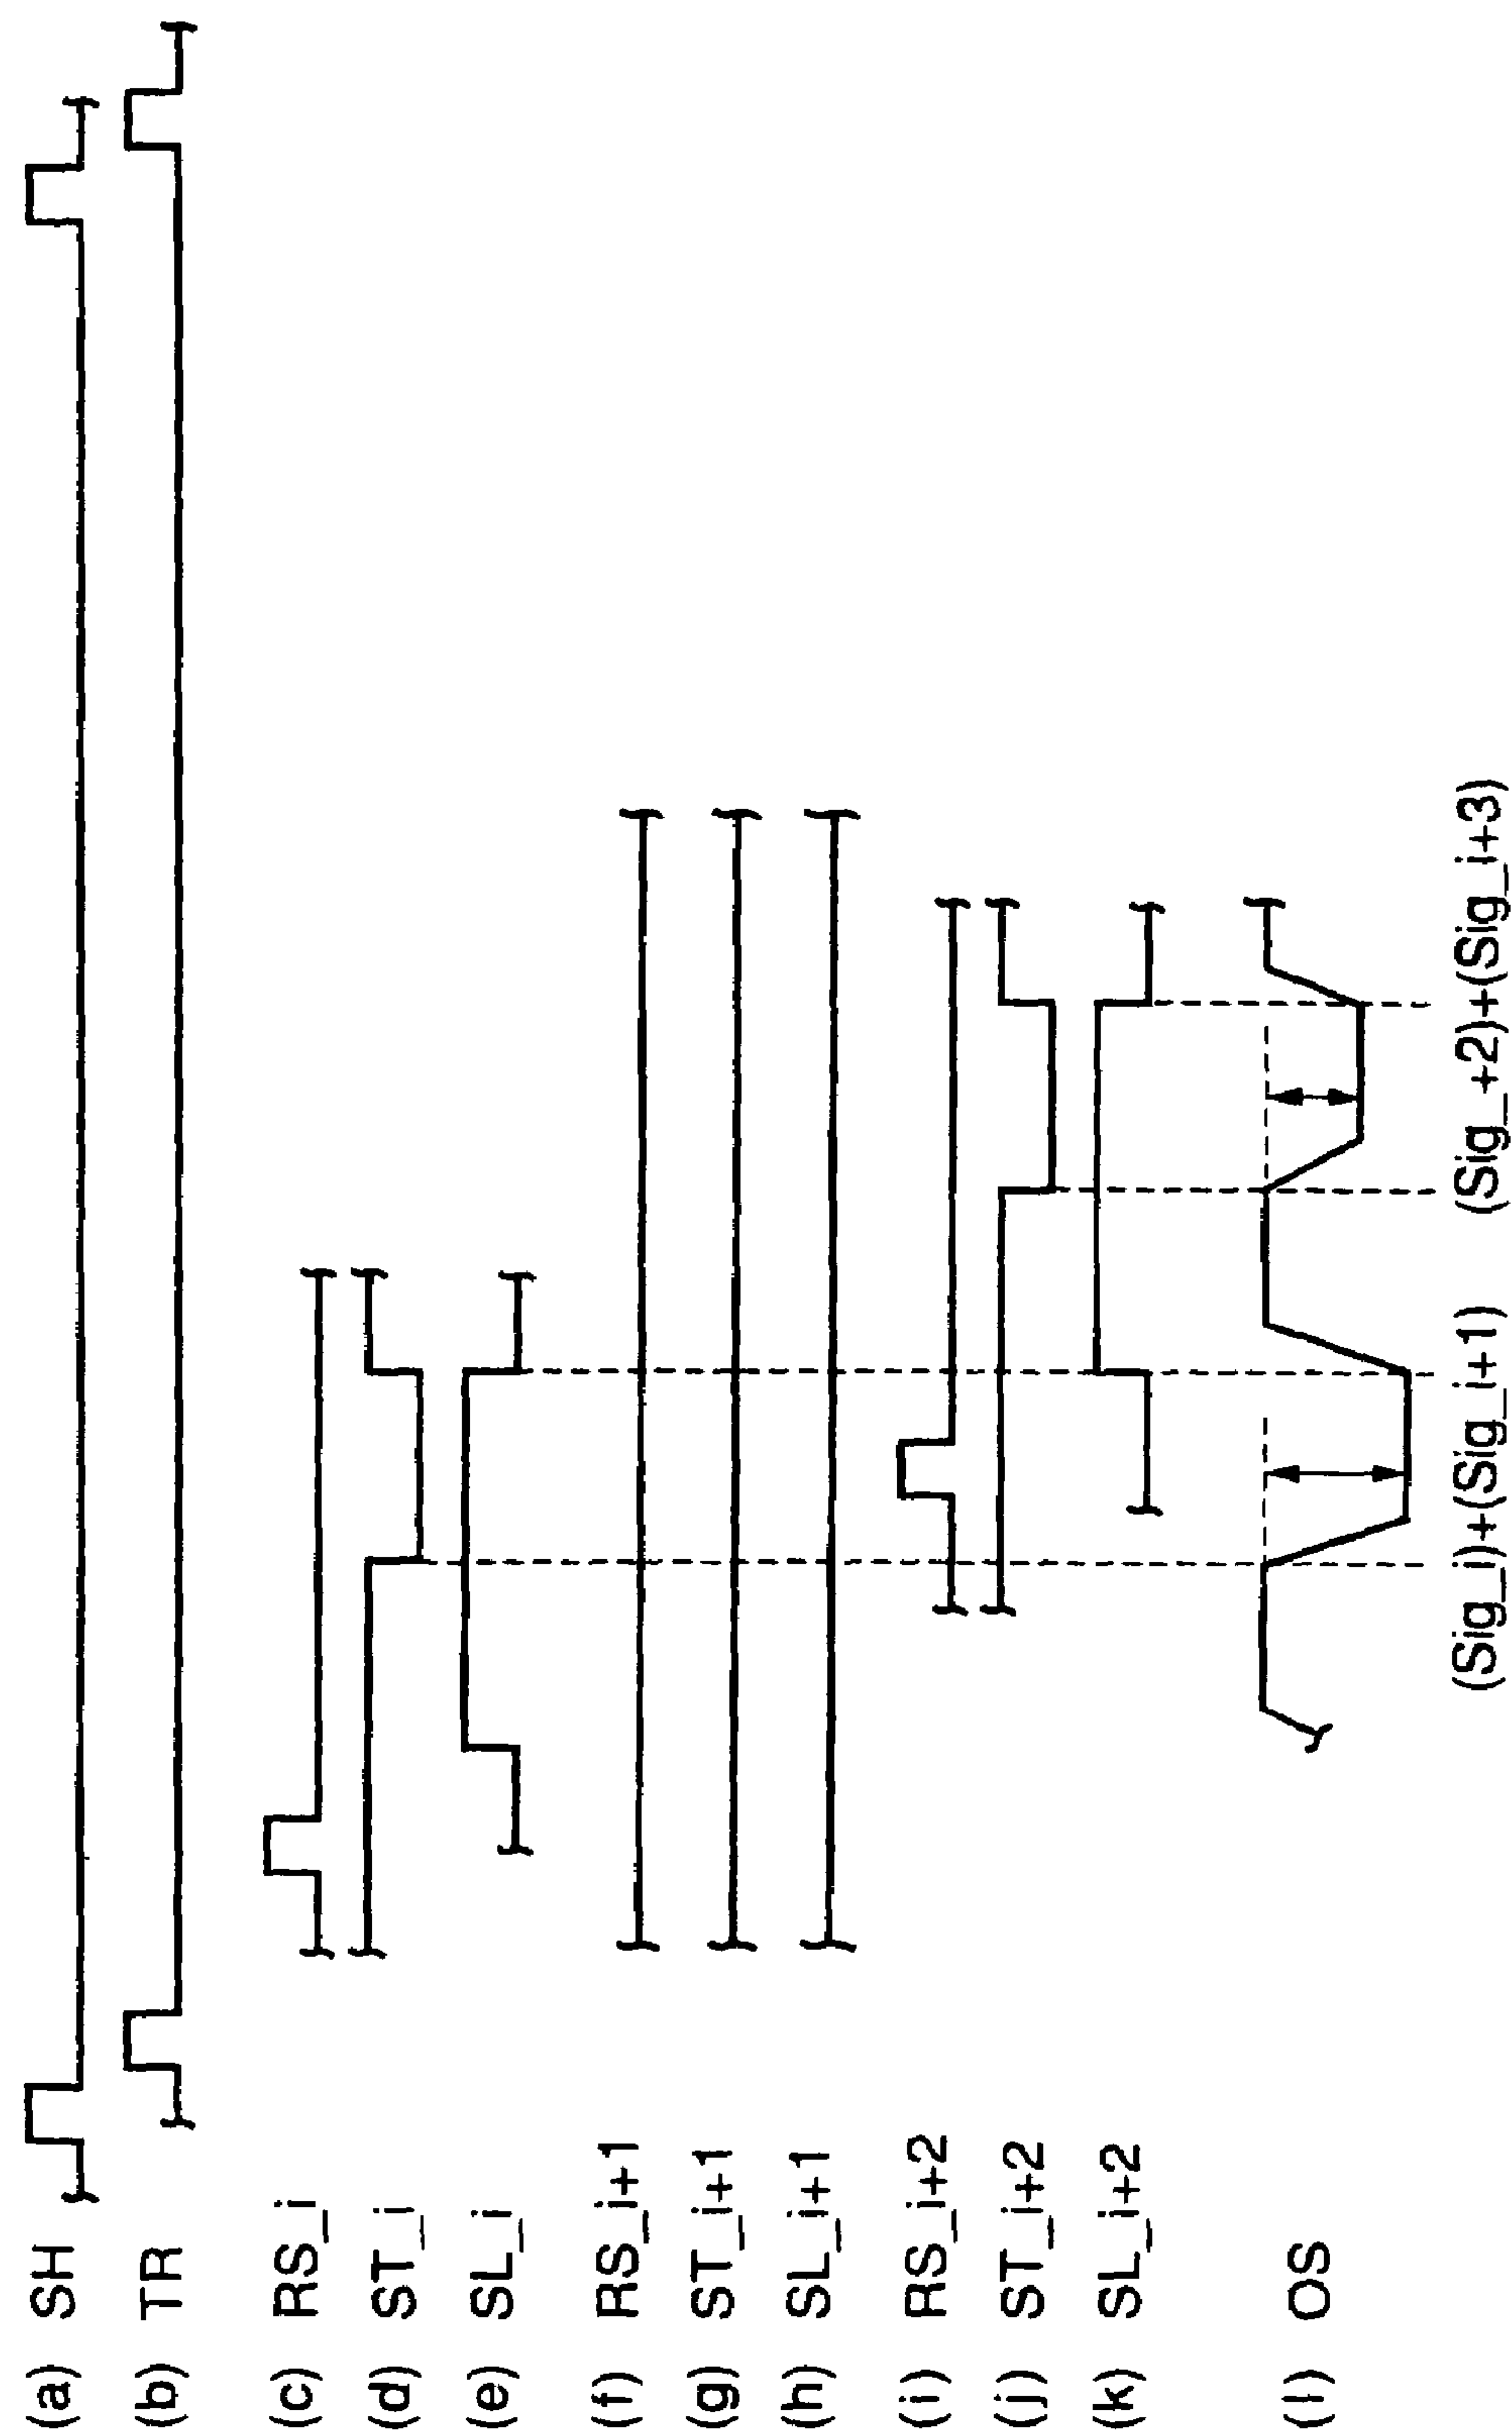 (a) SH
(b) TR
(c) RS_i
(d) ST_i
(e) SL_i
(f) RS_i+1
(g) ST_i+1
(h) SL_i+1
(i) RS_i+2
(j) ST_i+2
(k) SL_i+2
(l) OS
(Sig_i)+(Sig_i+1) (Sig_+2)+(Sig_i+3)